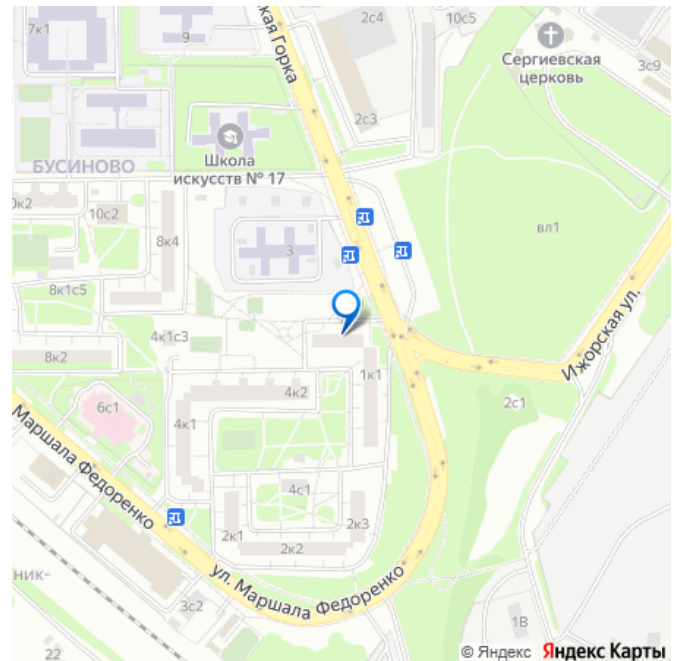 7к1
9
ская Горка
2с4
10с5
Сергиевская
церковь
3с9
2с3
Школа
искусств № 17
БУСИНОВО
0к2
10с2
8к4
3
вл1
8к1с5
4к1с3
8к2
Ижорская ул.
1к1
4к2
6с1
4к1
2с1
Маршала Федоренко
4с1
2к1
2к3
2к2
ул. Маршала Федоренко
ник-
3с2
1В
22
© Яндекс Яндекс Карты